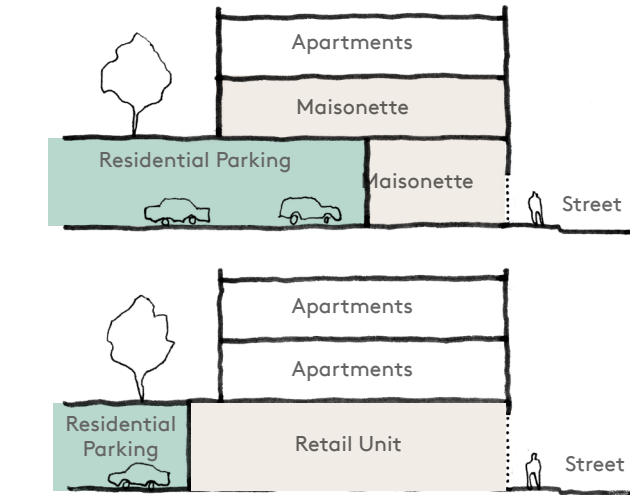 Apartments
Maisonette
Residential Parking
Maisonette
Street
Apartments
Apartments
Residential
Parking
Retail Unit
Street